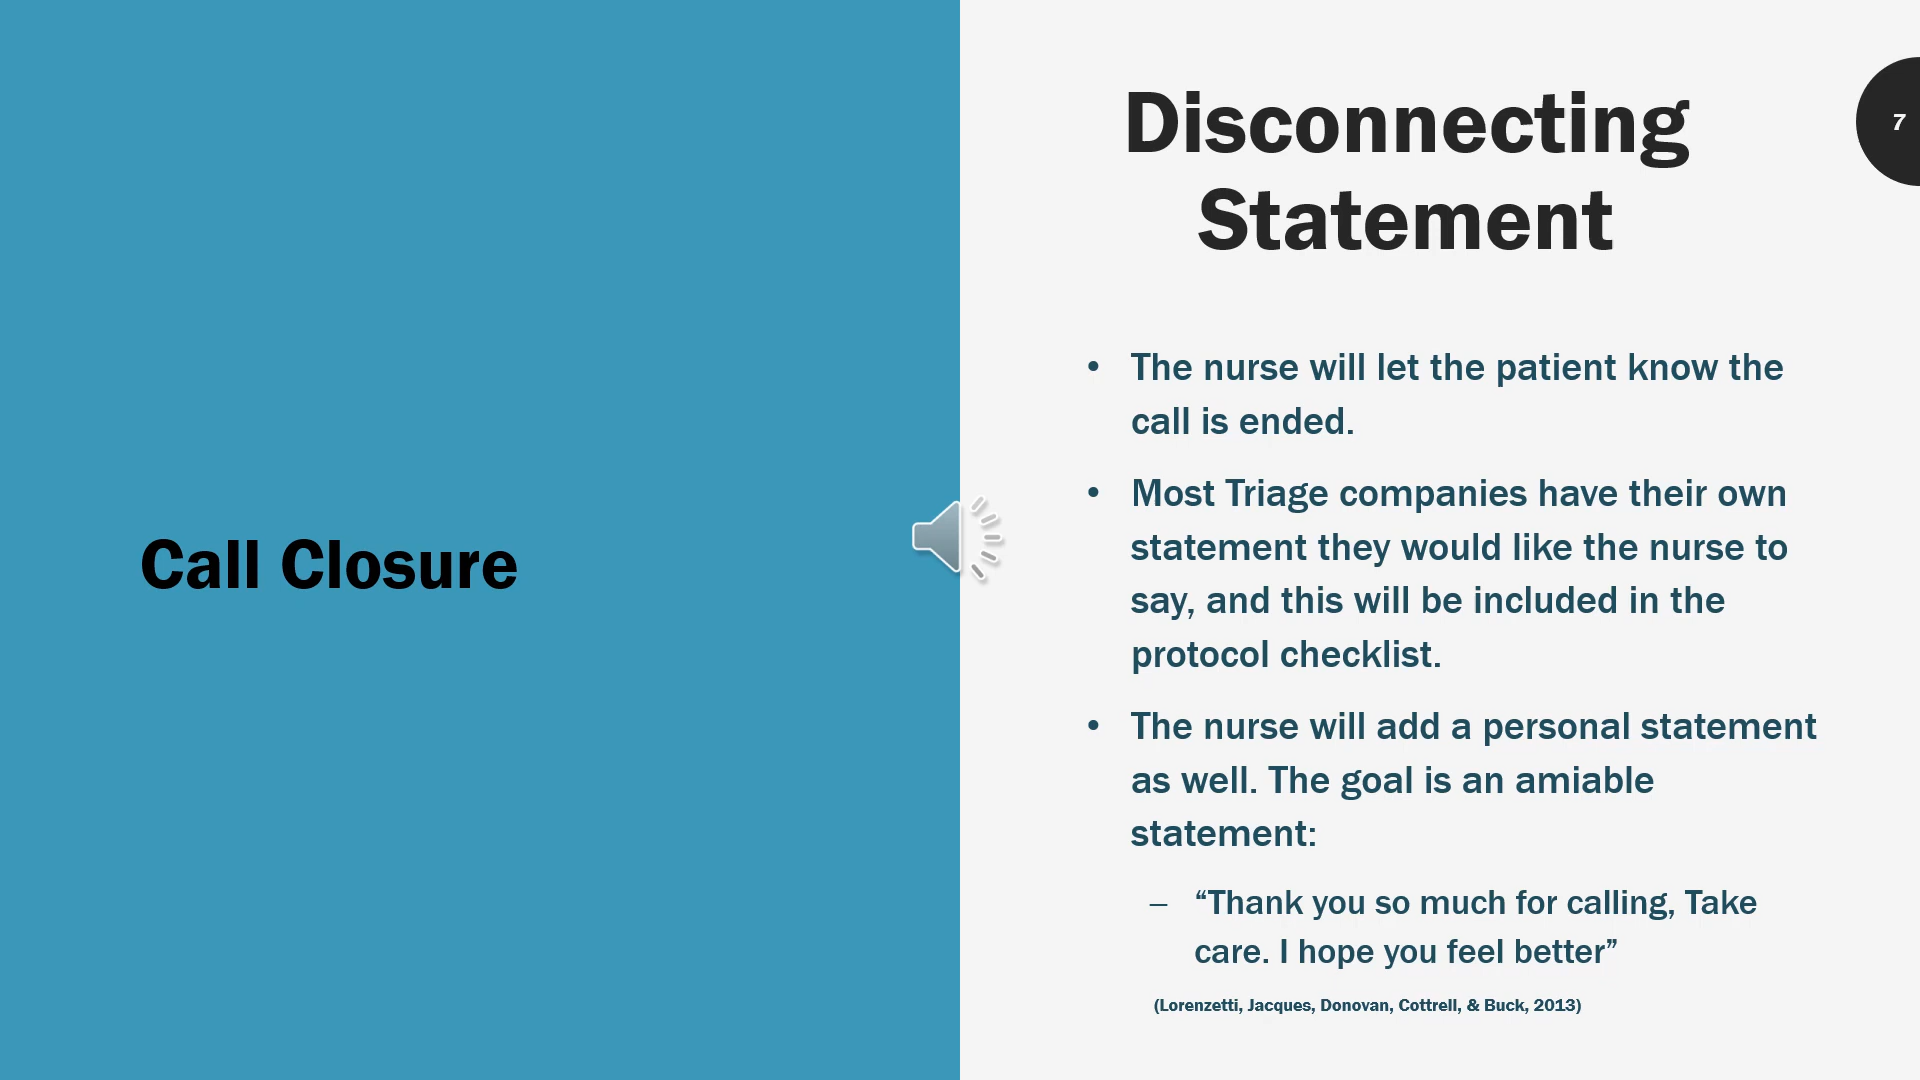 Call Closure
Disconnecting
Statement
7
• The nurse will let the patient know the
call is ended.
• Most Triage companies have their own
statement they would like the nurse to
say, and this will be included in the
protocol checklist.
• The nurse will add a personal statement
as well. The goal is an amiable
statement:
– “Thank you so much for calling, Take
care. I hope you feel better”
(Lorenzetti, Jacques, Donovan, Cottrell, & Buck, 2013)